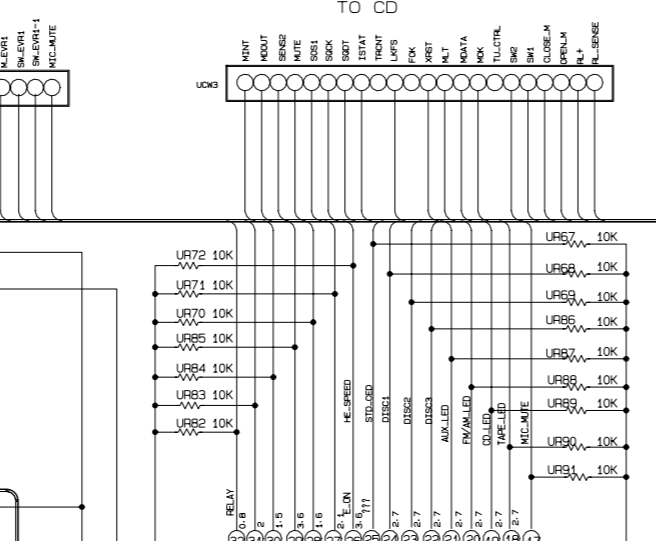 TO CD
M_EVR1
SW_EVR1
SW_EVR1-1
MIC_MUTE
MINT
MDOUT
SENS2
MUTE
SOS1
SQCK
SQDT
ISTAT
TRCNT
LKFS
FOK
XRST
MLT
MDATA
MCK
TU_CTRL
SW2
SW1
CLOSE_M
OPEN_M
RL+
RL_SENSE
UCW3
UR67 10K
UR72 10K
UR68 10K
UR71 10K
UR69 10K
UR70 10K
UR86 10K
UR85 10K
UR87 10K
UR84 10K
UR88 10K
UR83 10K
UR89 10K
UR82 10K
UR90 10K
UR91 10K
HE_SPEED
STD_CED
DISC1
DISC2
DISC3
AUX_LED
FM/AM_LED
CD_LED
TAPE_LED
MIC_MUTE
RELAY
E_ON
???
0.8
2
1.5
3.6
1.6
2.1
3.6
2.7
2.7
2.7
2.7
2.7
2.7
2.7